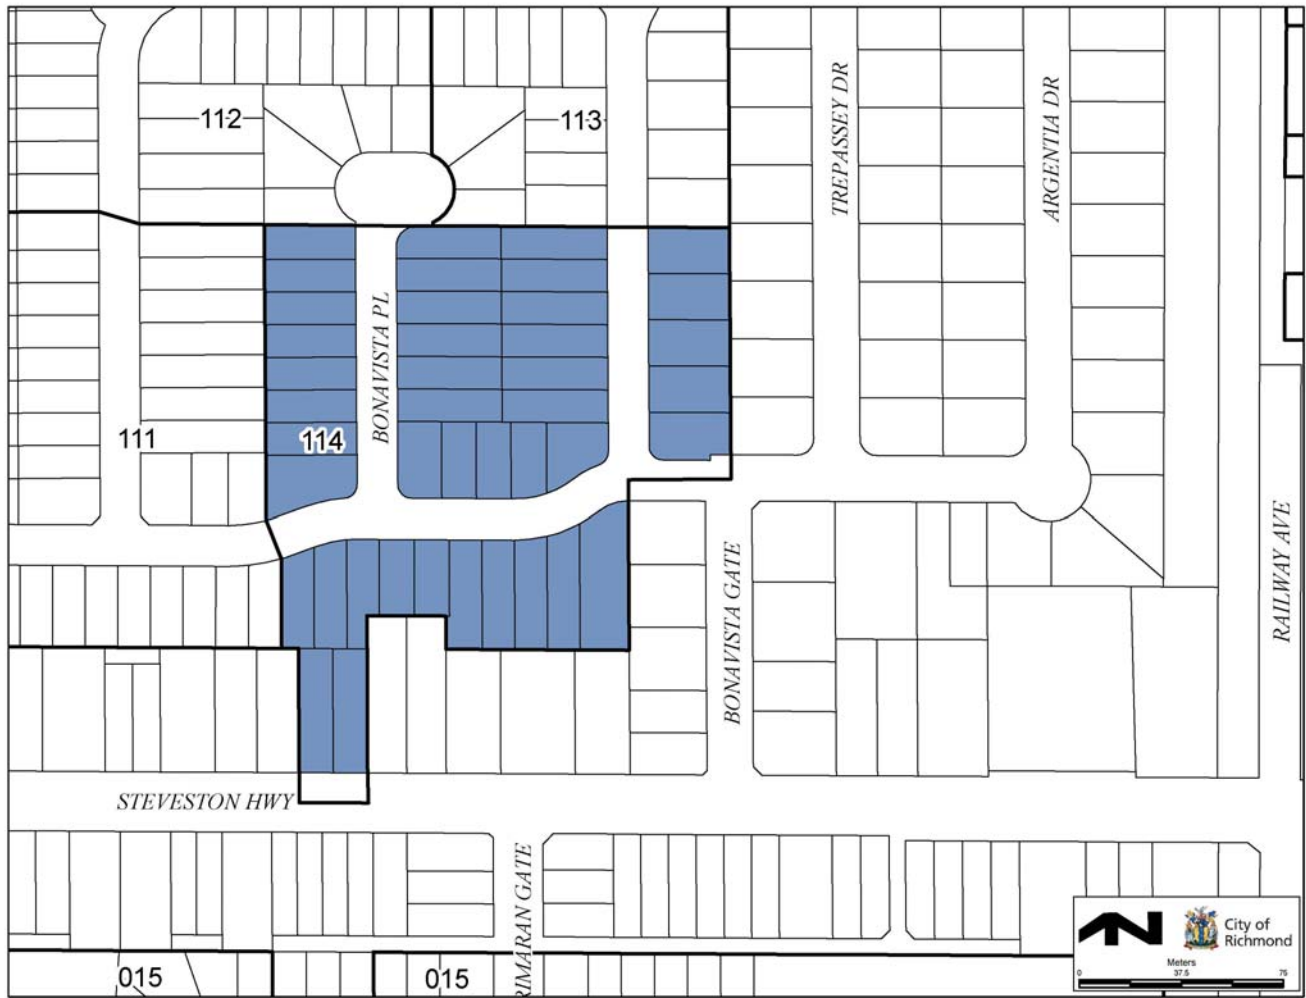 112
113
TREPASSEY DR
ARGENTIA DR
BONAVISTA PL
111
114
BONAVISTA GATE
RAILWAY AVE
STEVESTON HWY
RIMARAN GATE
015
015
City of
Richmond
Meters
0 37.5 75